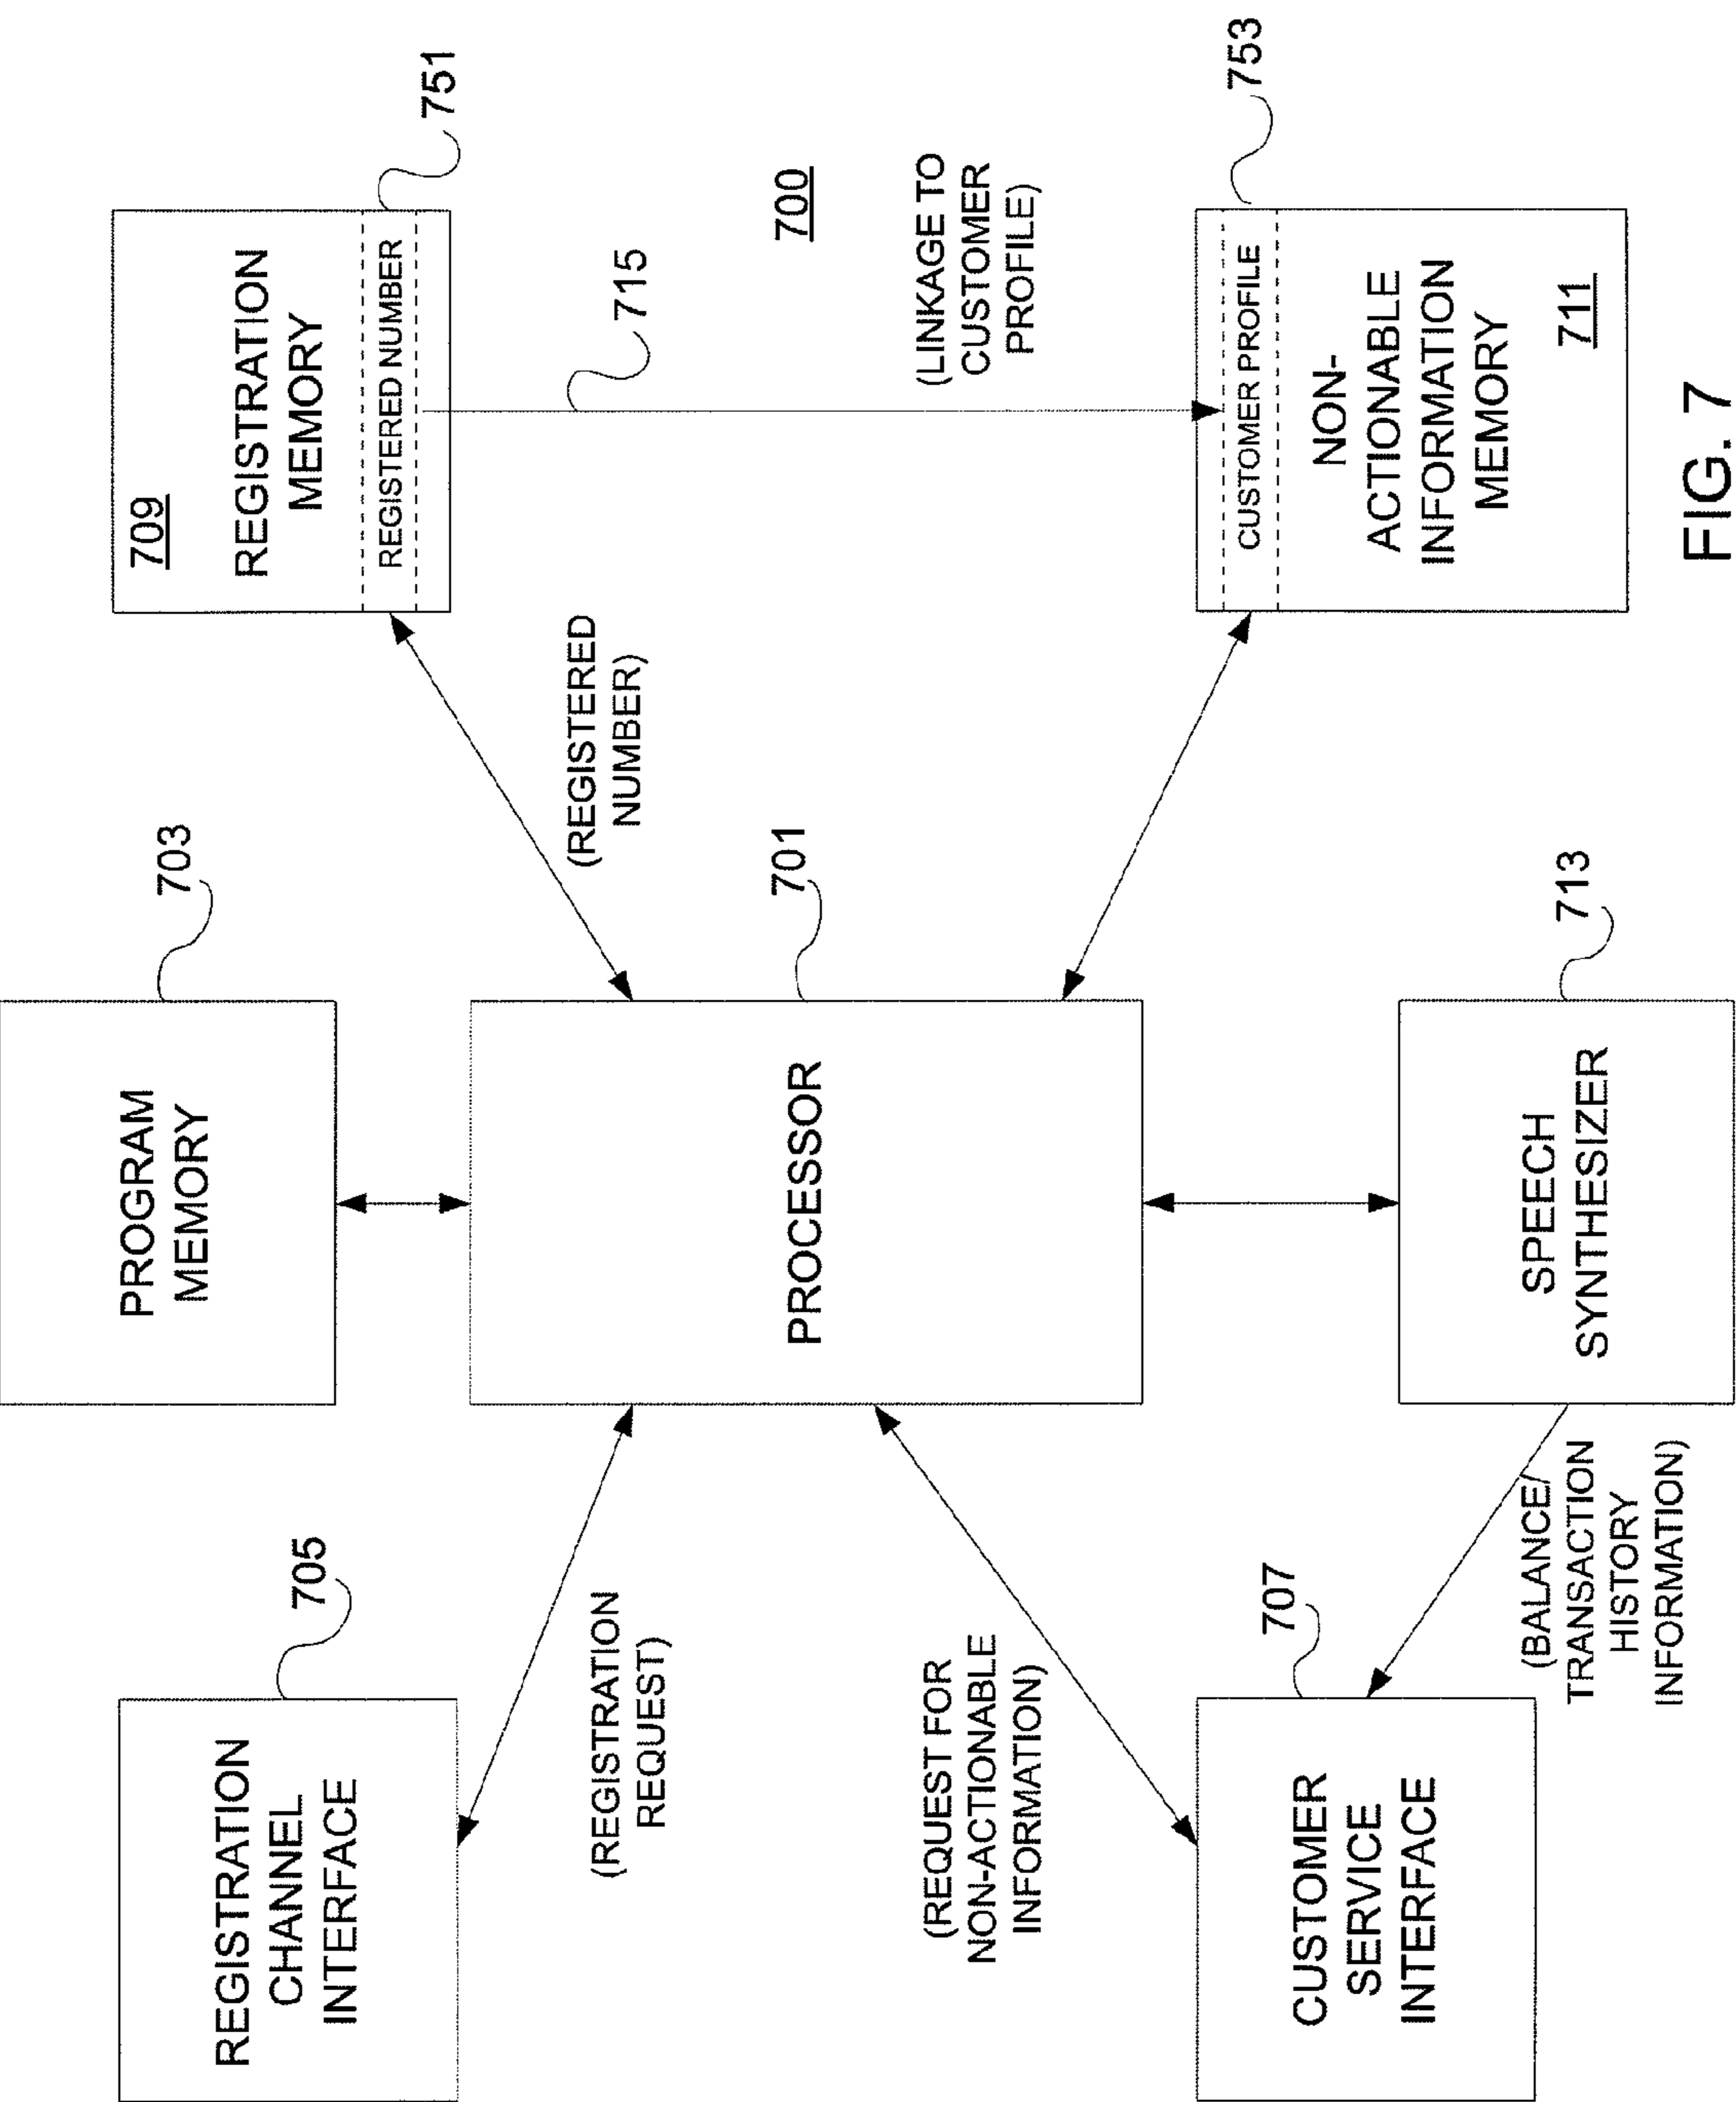 703
PROGRAM
MEMORY
705
REGISTRATION
CHANNEL
INTERFACE
709
REGISTRATION
MEMORY
REGISTERED NUMBER
751
(REGISTRATION
REQUEST)
(REGISTERED
NUMBER)
715
701
PROCESSOR
700
(REQUEST FOR
NON-ACTIONABLE
INFORMATION)
(LINKAGE TO
CUSTOMER
PROFILE)
707
CUSTOMER
SERVICE
INTERFACE
753
CUSTOMER PROFILE
NON-
ACTIONABLE
INFORMATION
MEMORY
711
713
SPEECH
SYNTHESIZER
(BALANCE/
TRANSACTION
HISTORY
INFORMATION)
FIG. 7